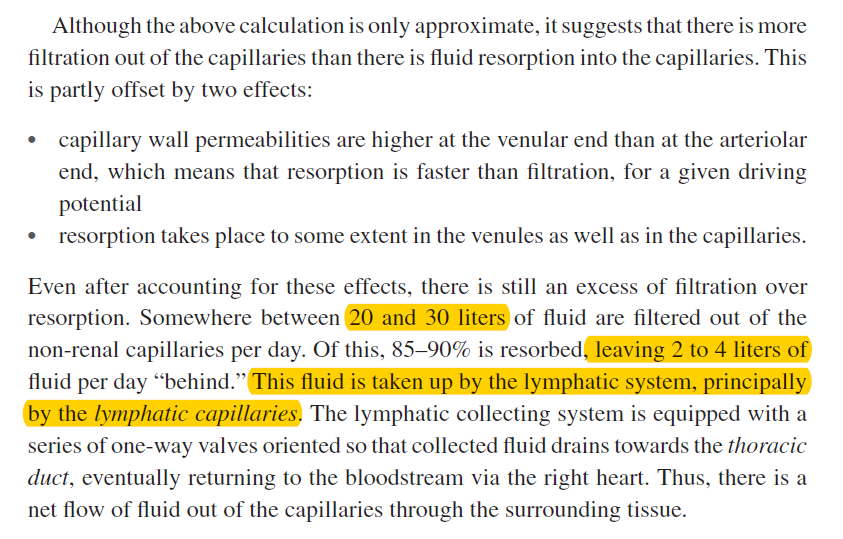 Although the above calculation is only approximate, it suggests that there is more
filtration out of the capillaries than there is fluid resorption into the capillaries. This
is partly offset by two effects:
• capillary wall permeabilities are higher at the venular end than at the arteriolar
end, which means that resorption is faster than filtration, for a given driving
potential
• resorption takes place to some extent in the venules as well as in the capillaries.
Even after accounting for these effects, there is still an excess of filtration over
resorption. Somewhere between 20 and 30 liters of fluid are filtered out of the
non-renal capillaries per day. Of this, 85–90% is resorbed, leaving 2 to 4 liters of
fluid per day “behind.” This fluid is taken up by the lymphatic system, principally
by the lymphatic capillaries. The lymphatic collecting system is equipped with a
series of one-way valves oriented so that collected fluid drains towards the thoracic
duct, eventually returning to the bloodstream via the right heart. Thus, there is a
net flow of fluid out of the capillaries through the surrounding tissue.